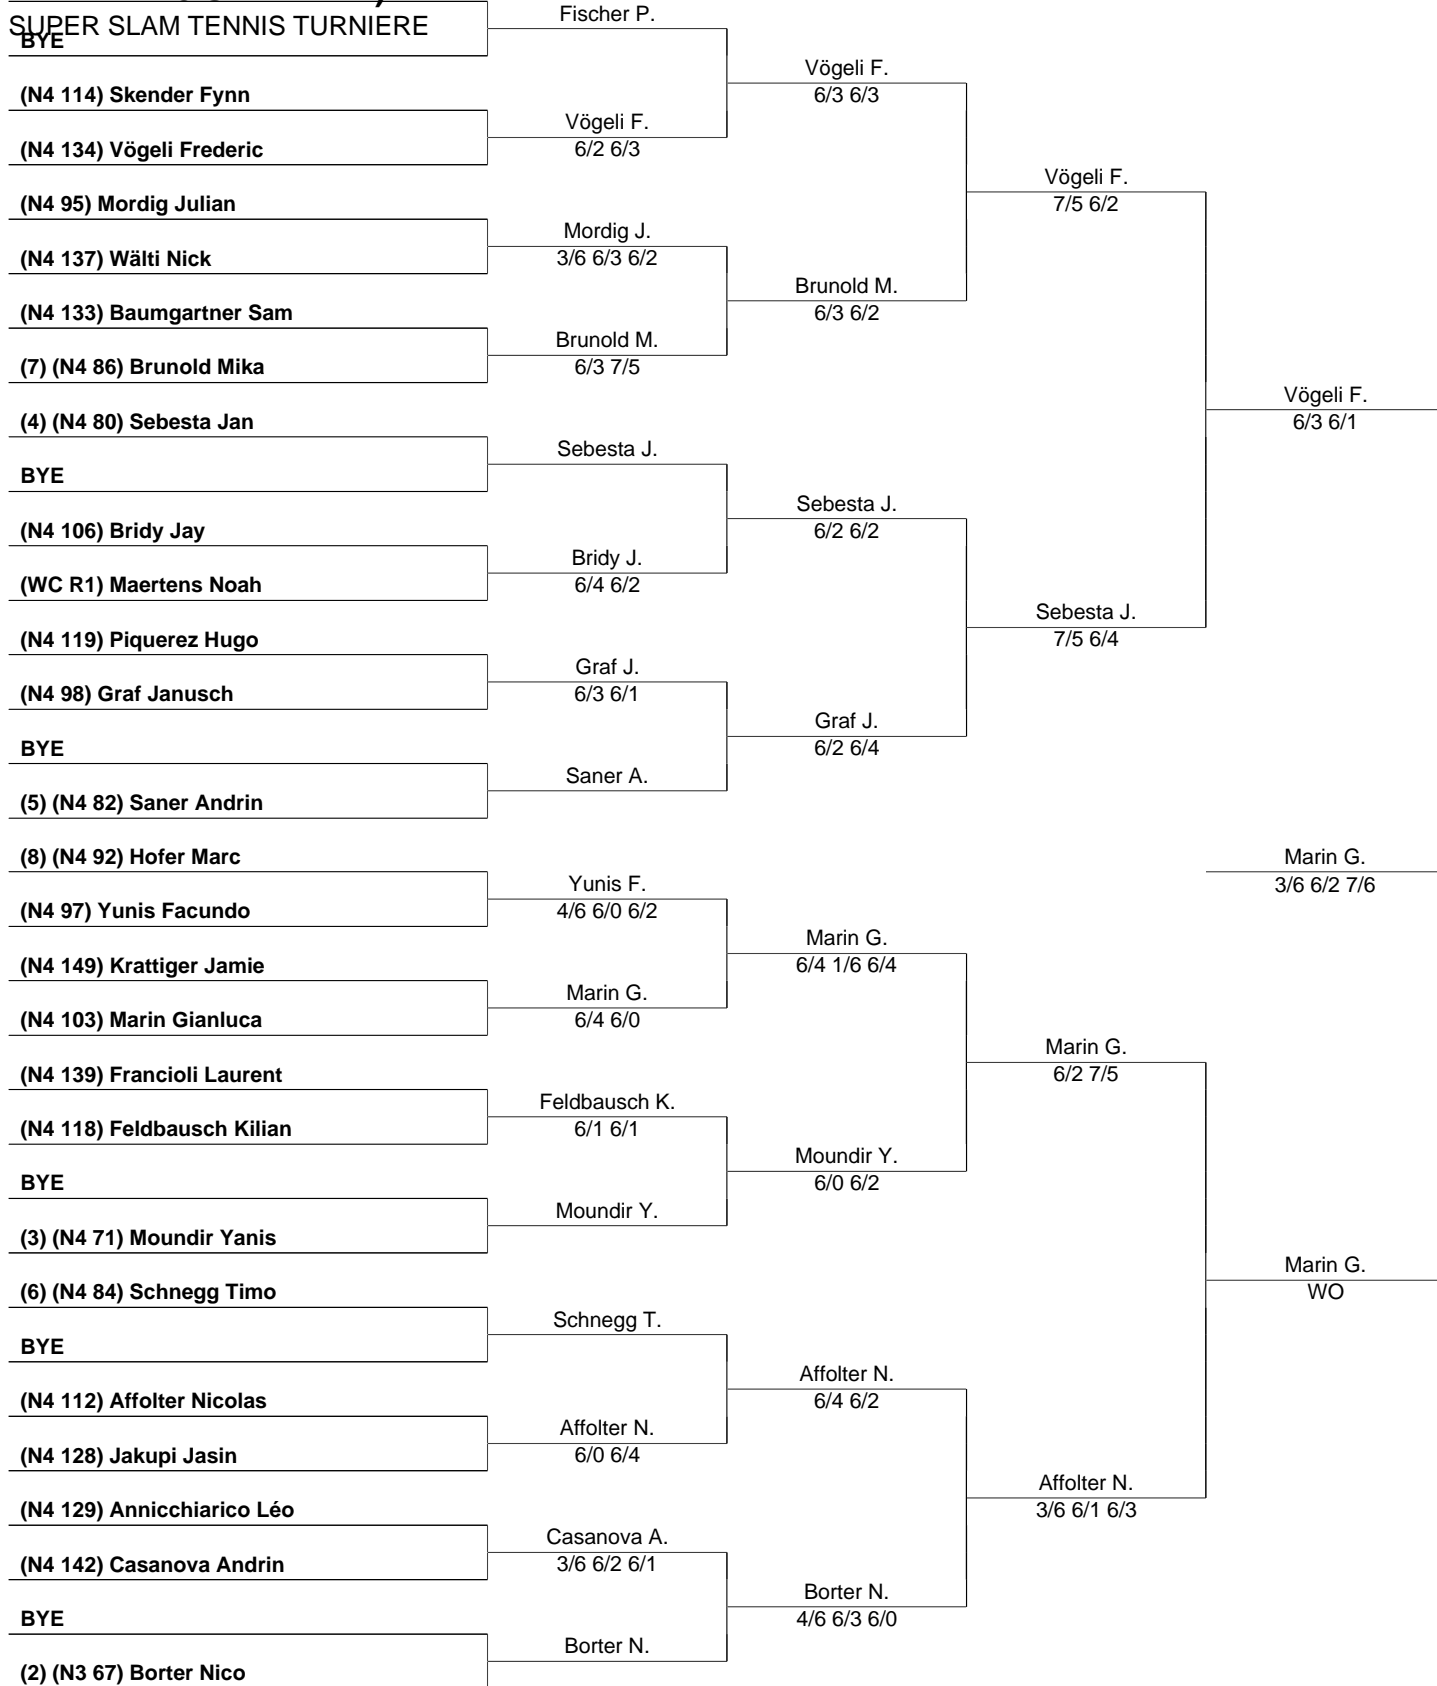 SUPER SLAM TENNIS TURNIERE
BYE
Fischer P.
(N4 114) Skender Fynn
Vögeli F.
6/3 6/3
(N4 134) Vögeli Frederic
Vögeli F.
6/2 6/3
Vögeli F.
7/5 6/2
(N4 95) Mordig Julian
Mordig J.
3/6 6/3 6/2
(N4 137) Wälti Nick
Brunold M.
6/3 6/2
(N4 133) Baumgartner Sam
Brunold M.
6/3 7/5
(7) (N4 86) Brunold Mika
Vögeli F.
6/3 6/1
(4) (N4 80) Sebesta Jan
Sebesta J.
BYE
Sebesta J.
6/2 6/2
(N4 106) Bridy Jay
Bridy J.
6/4 6/2
(WC R1) Maertens Noah
Sebesta J.
7/5 6/4
(N4 119) Piquerez Hugo
Graf J.
6/3 6/1
(N4 98) Graf Janusch
Graf J.
6/2 6/4
BYE
Saner A.
(5) (N4 82) Saner Andrin
(8) (N4 92) Hofer Marc
Marin G.
3/6 6/2 7/6
Yunis F.
4/6 6/0 6/2
(N4 97) Yunis Facundo
Marin G.
6/4 1/6 6/4
(N4 149) Krattiger Jamie
Marin G.
6/4 6/0
(N4 103) Marin Gianluca
Marin G.
6/2 7/5
(N4 139) Francioli Laurent
Feldbausch K.
6/1 6/1
(N4 118) Feldbausch Kilian
Moundir Y.
6/0 6/2
BYE
Moundir Y.
(3) (N4 71) Moundir Yanis
Marin G.
WO
(6) (N4 84) Schnegg Timo
Schnegg T.
BYE
Affolter N.
6/4 6/2
(N4 112) Affolter Nicolas
Affolter N.
6/0 6/4
(N4 128) Jakupi Jasin
Affolter N.
3/6 6/1 6/3
(N4 129) Annicchiarico Léo
Casanova A.
3/6 6/2 6/1
(N4 142) Casanova Andrin
Borter N.
4/6 6/3 6/0
BYE
Borter N.
(2) (N3 67) Borter Nico